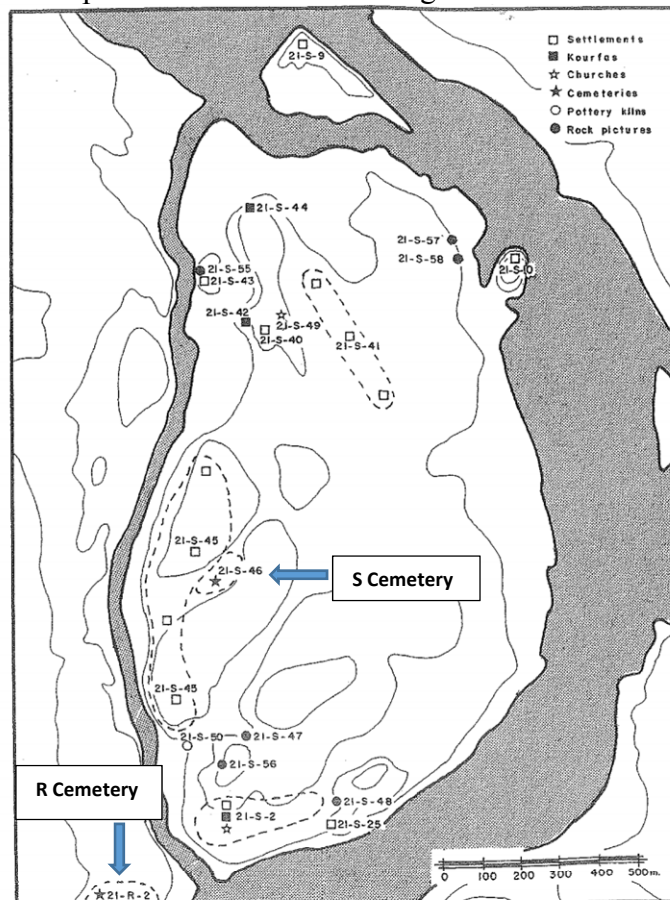 21-S-9
Settlements
Kourfas
Churches
Cemeteries
Pottery kilns
Rock pictures
21-S-44
21-S-57
21-S-58
21-S-55
21-S-43
21-S-10
21-S-42
21-S-49
21-S-40
21-S-41
21-S-45
21-S-46
S Cemetery
21-S-45
21-S-50
21-S-47
21-S-56
R Cemetery
21-S-48
21-S-2
21-S-25
0 100 200 300 400 500m.
21-R-2